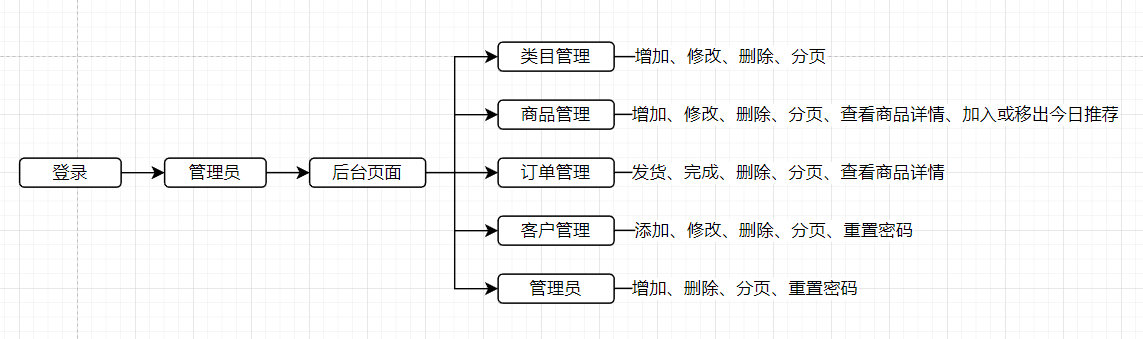 类目管理 增加、修改、删除、分页
商品管理 增加、修改、删除、分页、查看商品详情、加入或移出今日推荐
登录 管理员 后台页面 订单管理 发货、完成、删除、分页、查看商品详情
客户管理 添加、修改、删除、分页、重置密码
管理员 增加、删除、分页、重置密码